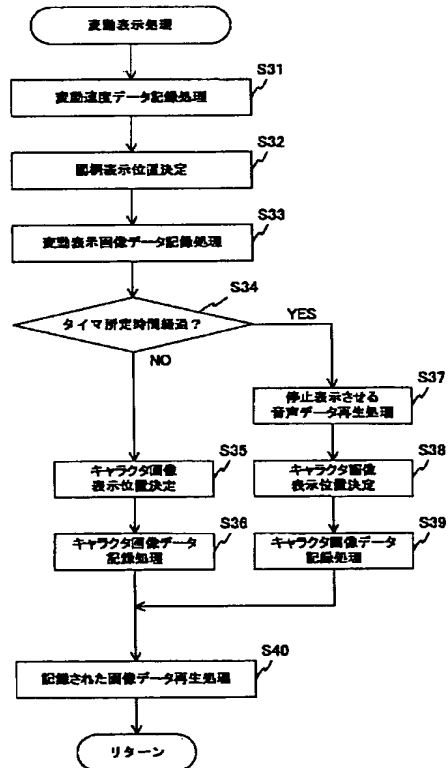 変動表示処理
S31
変動速度データ記録処理
S32
図柄表示位置決定
S33
変動表示画像データ記録処理
S34
タイマ所定時間経過？
YES
NO
S37
停止表示させる
音声データ再生処理
S35
キャラクタ画像
表示位置決定
S38
キャラクタ画像
表示位置決定
S36
キャラクタ画像データ
記録処理
S39
キャラクタ画像データ
記録処理
S40
記録された画像データ再生処理
リターン